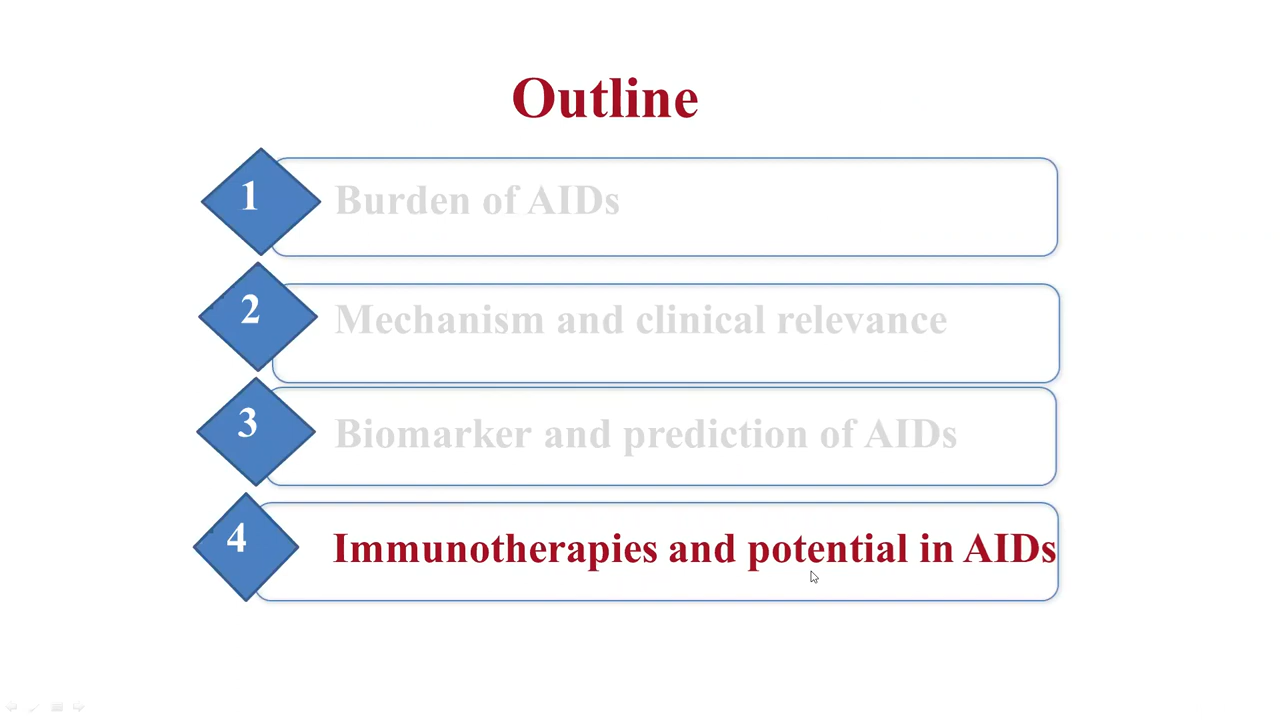 Outline
1
Burden of AIDs
2
Mechanism and clinical relevance
3
Biomarker and prediction of AIDs
4
Immunotherapies and potential in AIDs